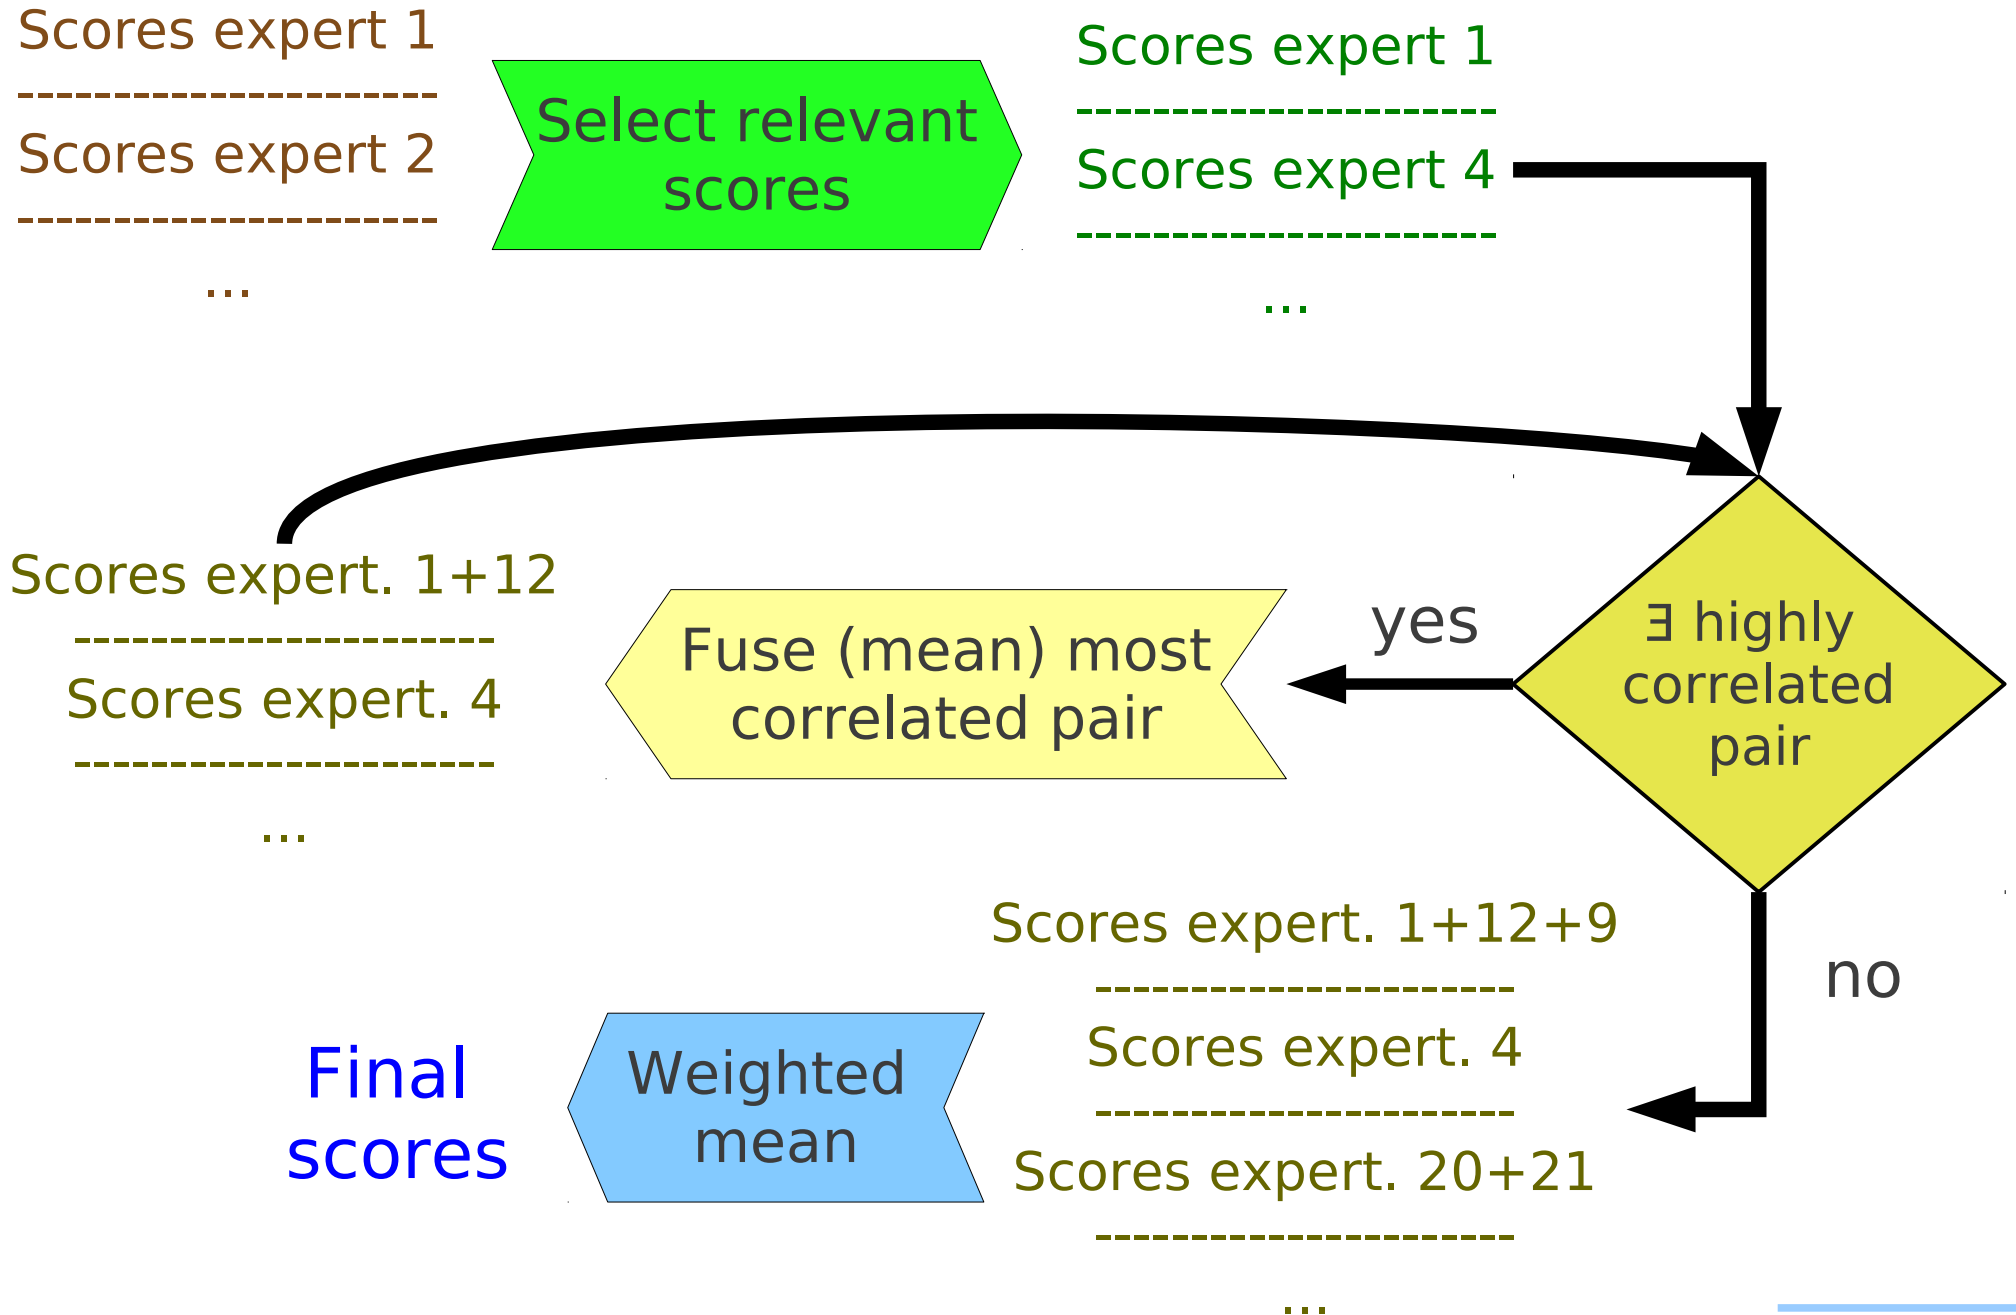 Scores expert 1
----------------------
Scores expert 2
----------------------
...
Select relevant
scores
Scores expert 1
----------------------
Scores expert 4
----------------------
...
Scores expert. 1+12
----------------------
Scores expert. 4
----------------------
...
Fuse (mean) most
correlated pair
yes
∃ highly
correlated
pair
no
Scores expert. 1+12+9
----------------------
Scores expert. 4
----------------------
Scores expert. 20+21
----------------------
...
Weighted
mean
Final
scores